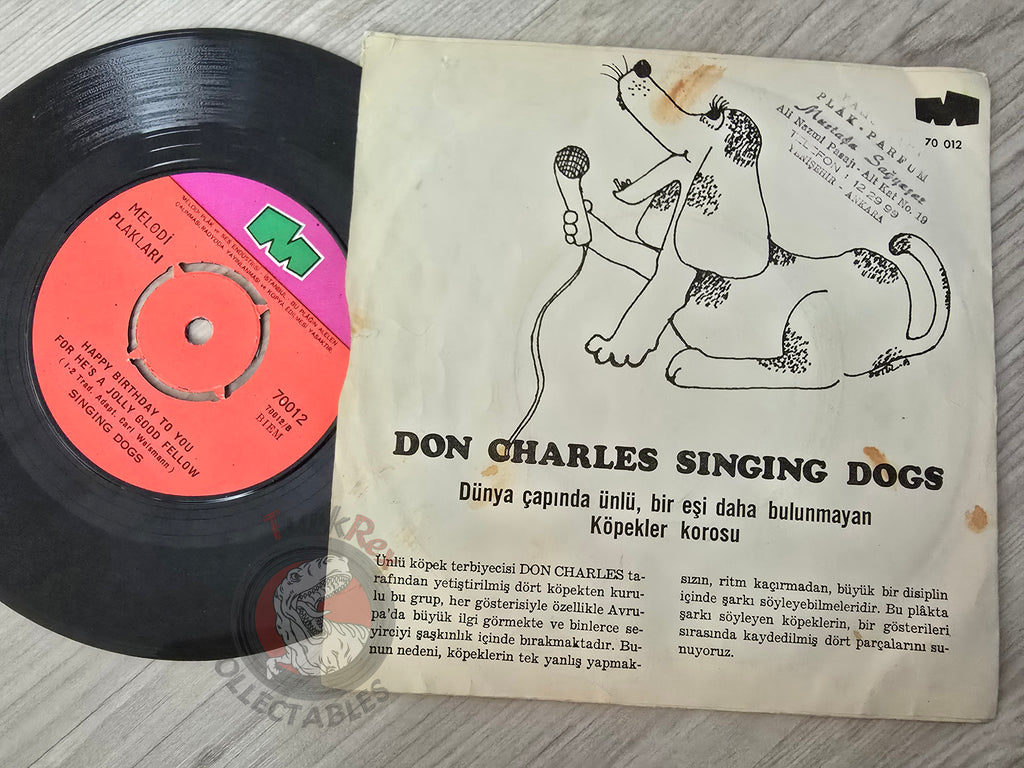 MELODİ
PLAKLARI
HAPPY BIRTHDAY TO YOU
FOR HE'S A JOLLY GOOD FELLOW
(1-2 Trad. Adapt. Carl Weismann)
SINGING DOGS
70012
70012/B
BIEM
70 012
PLAK - PARFÜM
Ali Nazmi Pasajı - Alt Kat No. 19
TELEFON : 12.29 99
YENİŞEHİR - ANKARA
DON CHARLES SINGING DOGS
Dünya çapında ünlü, bir eşi daha bulunmayan
Köpekler korosu
Ünlü köpek terbiyecisi DON CHARLES ta-
rafından yetiştirilmiş dört köpekten kuru-
lu bu grup, her gösterisiyle özellikle Avru-
pa'da büyük ilgi görmekte ve binlerce se-
yirciyi şaşkınlık içinde bırakmaktadır. Bu-
nun nedeni, köpeklerin tek yanlış yapmak-
sızın, ritm kaçırmadan, büyük bir disiplin
içinde şarkı söyleyebilmeleridir. Bu plâkta
şarkı söyleyen köpeklerin, bir gösterileri
sırasında kaydedilmiş dört parçalarını su-
nuyoruz.
COLLECTABLES